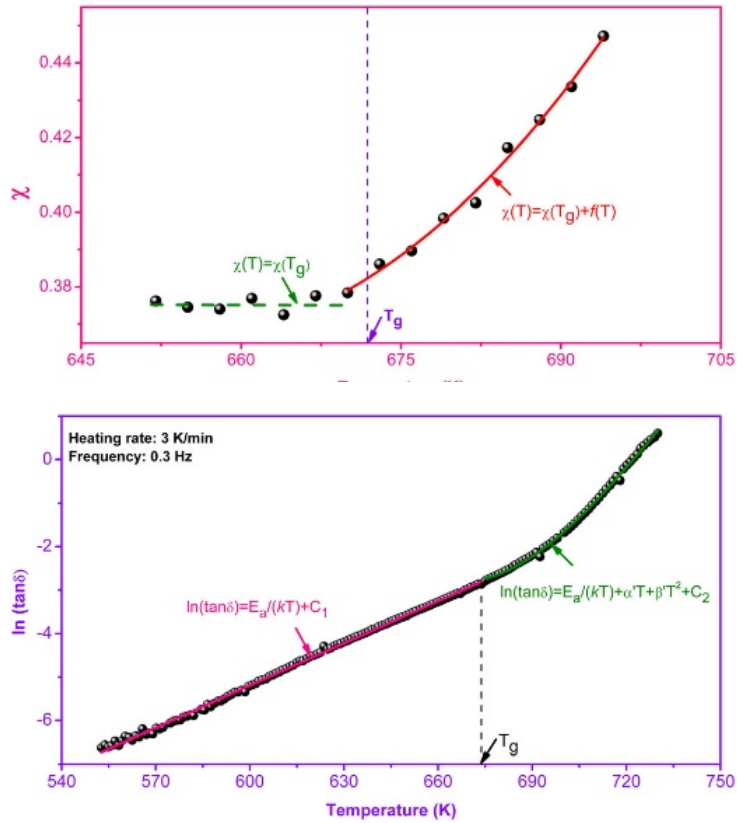 0.44
0.42
0.40
0.38
χ
χ(T)=χ(Tg)+f(T)
χ(T)=χ(Tg)
Tg
645 660 675 690 705
Heating rate: 3 K/min
Frequency: 0.3 Hz
0
-2
-4
-6
ln (tanδ)
ln(tanδ)=Ea/(kT)+C1
ln(tanδ)=Ea/(kT)+α'T+β'T²+C2
Tg
540 570 600 630 660 690 720 750
Temperature (K)